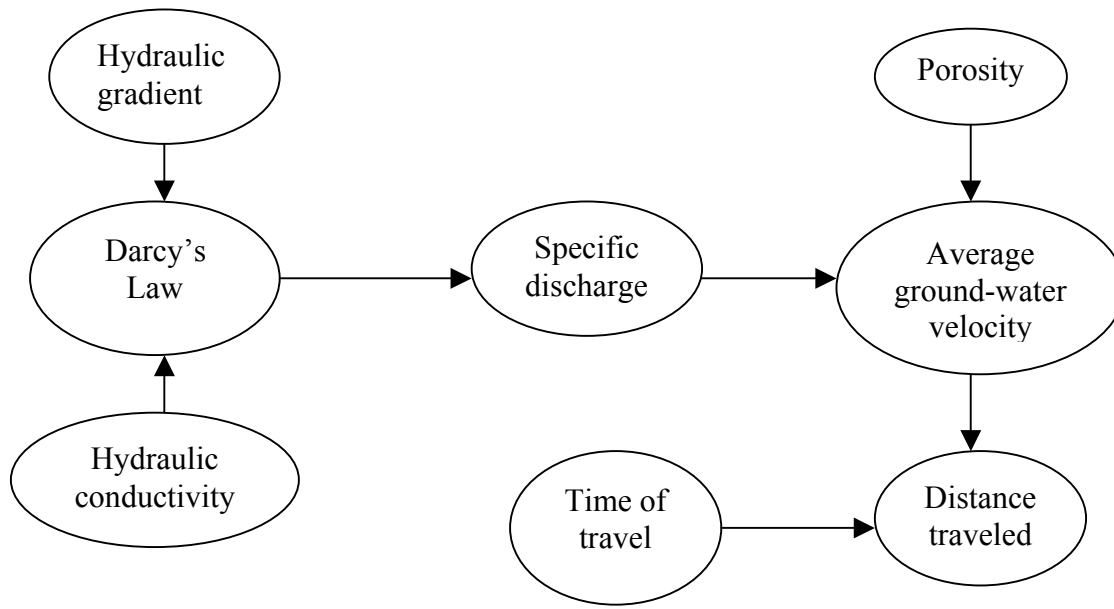 Hydraulic
gradient
Porosity
Darcy’s
Law
Specific
discharge
Average
ground-water
velocity
Hydraulic
conductivity
Time of
travel
Distance
traveled